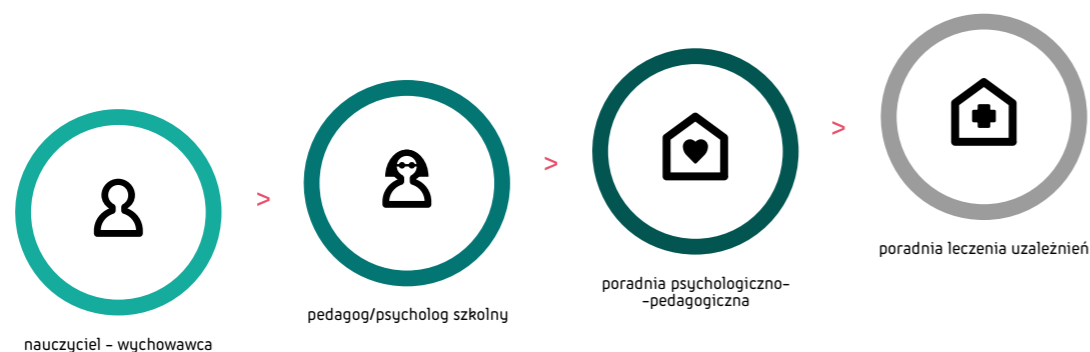 nauczyciel - wychowawca
>
pedagog/psycholog szkolny
>
poradnia psychologiczno-
-pedagogiczna
>
poradnia leczenia uzależnień